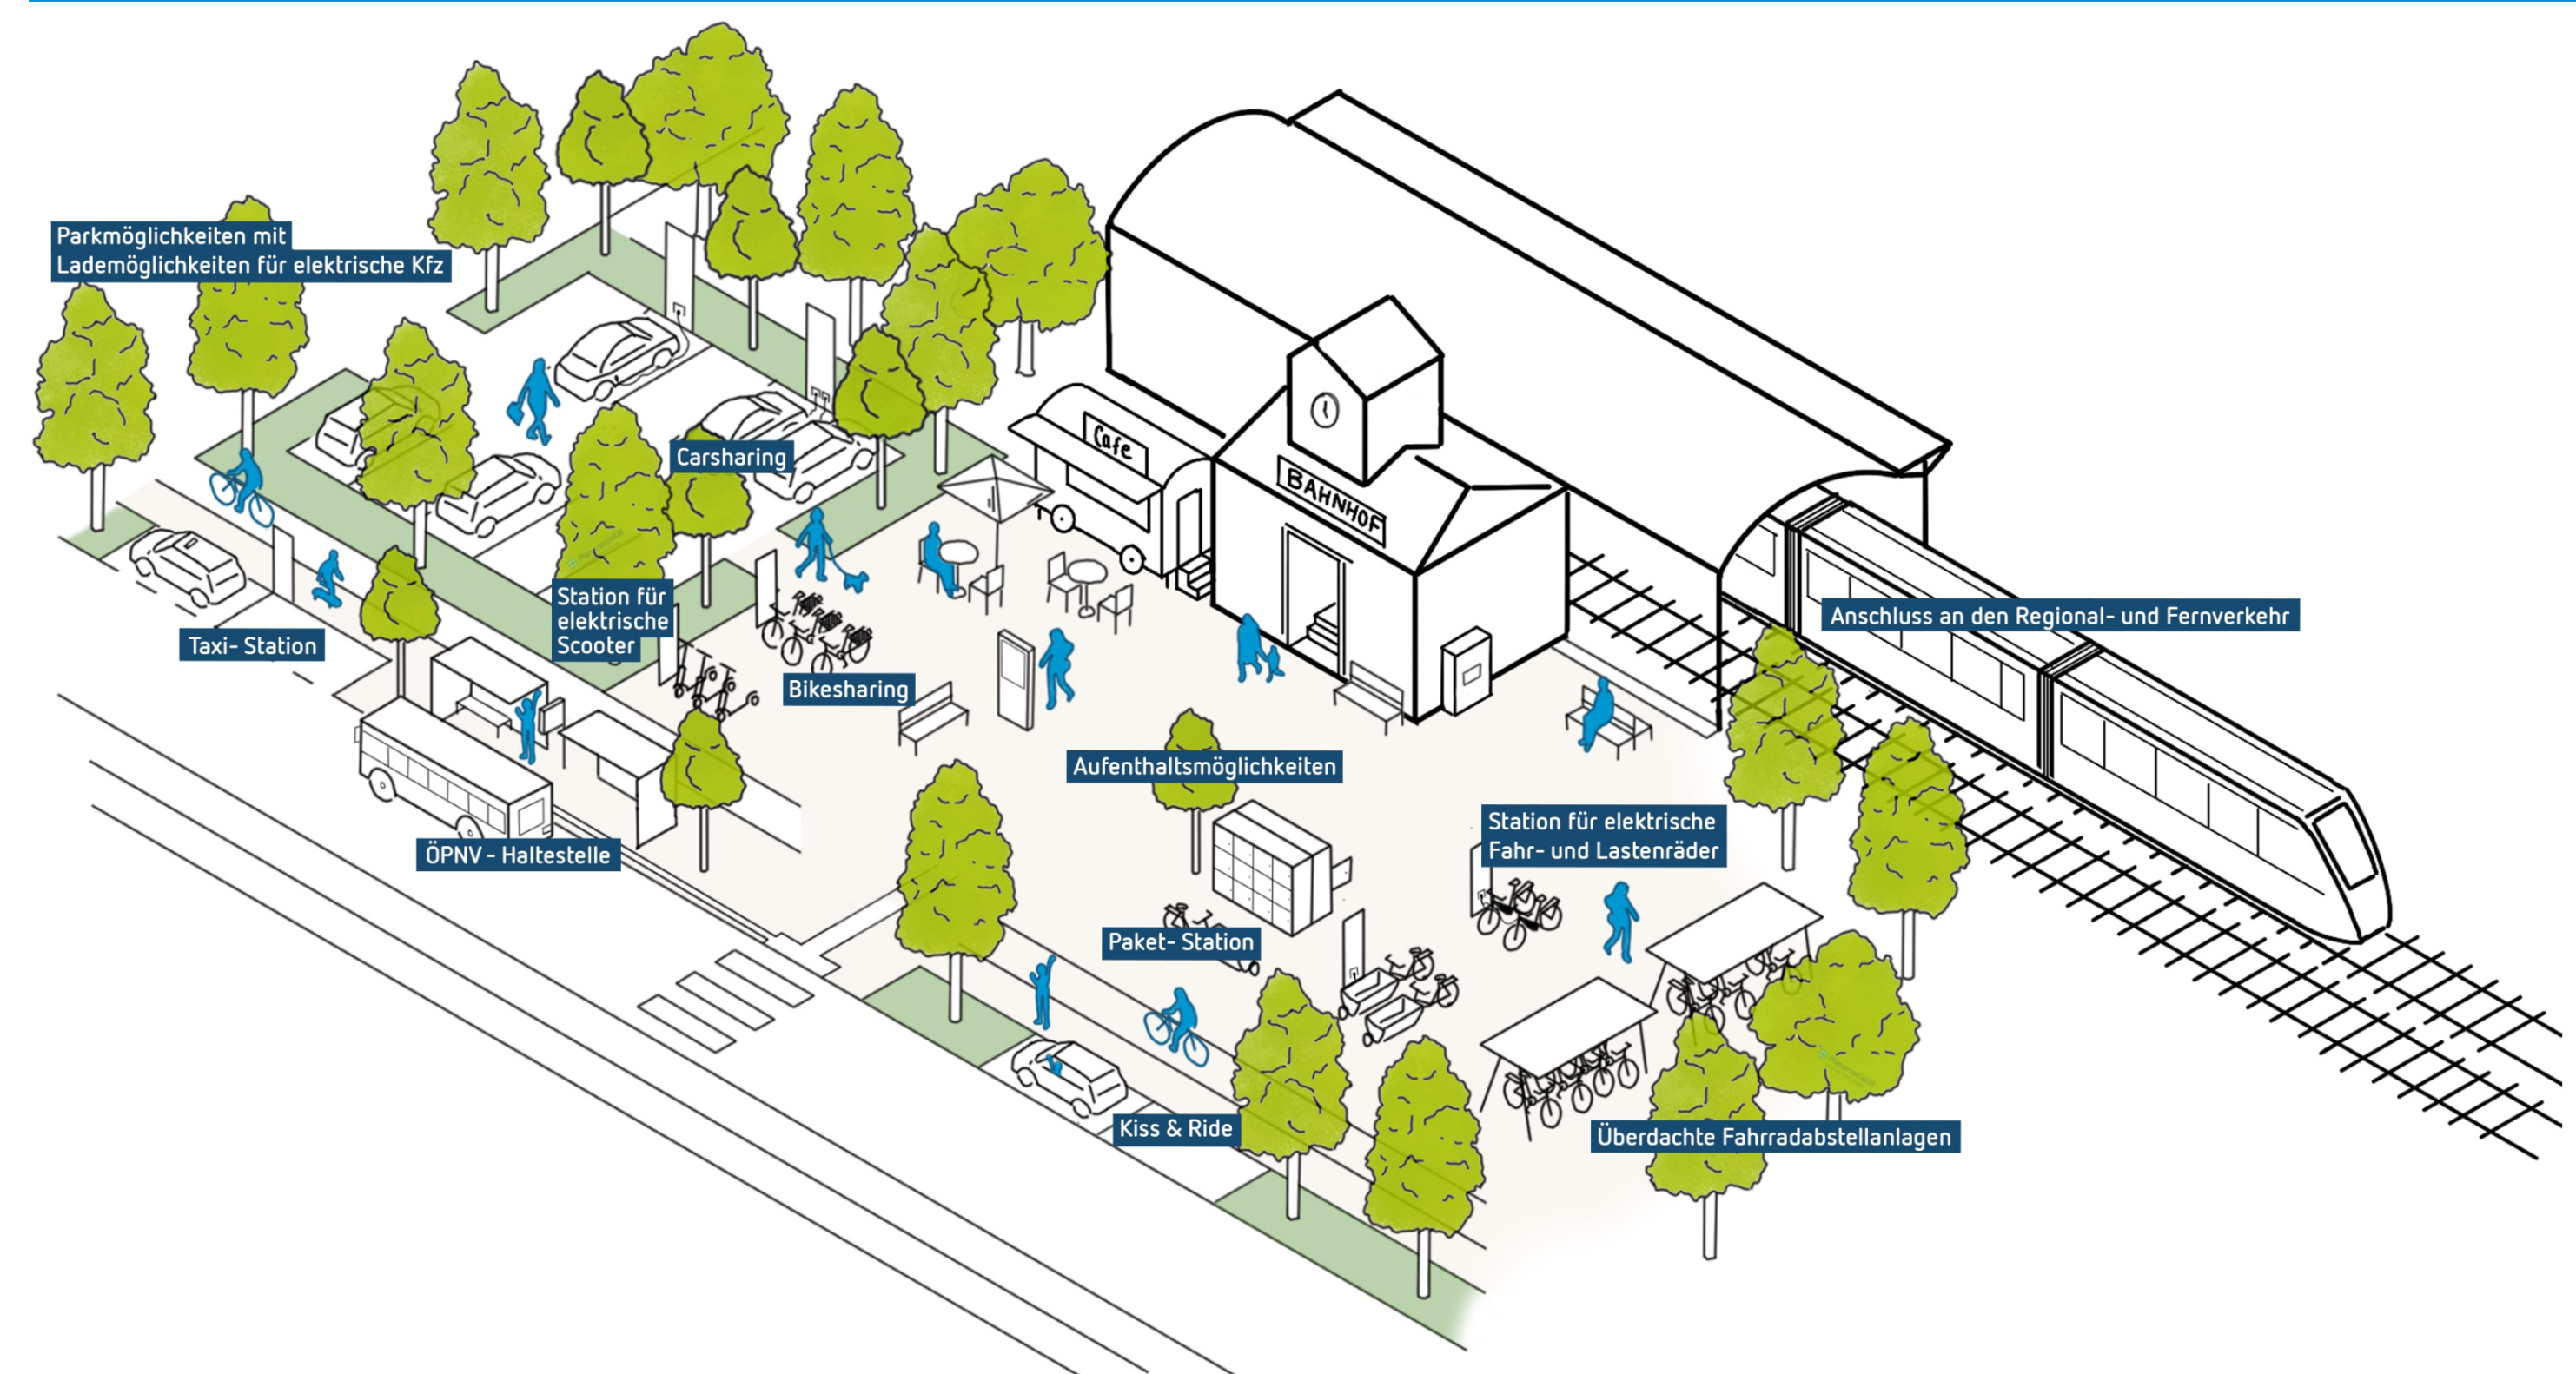 Parkmöglichkeiten mit
Lademöglichkeiten für elektrische Kfz
Cafe
Carsharing
BAHNHOF
Station für
elektrische
Scooter
Anschluss an den Regional- und Fernverkehr
Taxi- Station
Bikesharing
Aufenthaltsmöglichkeiten
Station für elektrische
Fahr- und Lastenräder
ÖPNV - Haltestelle
Paket- Station
Kiss & Ride
Überdachte Fahrradabstellanlagen